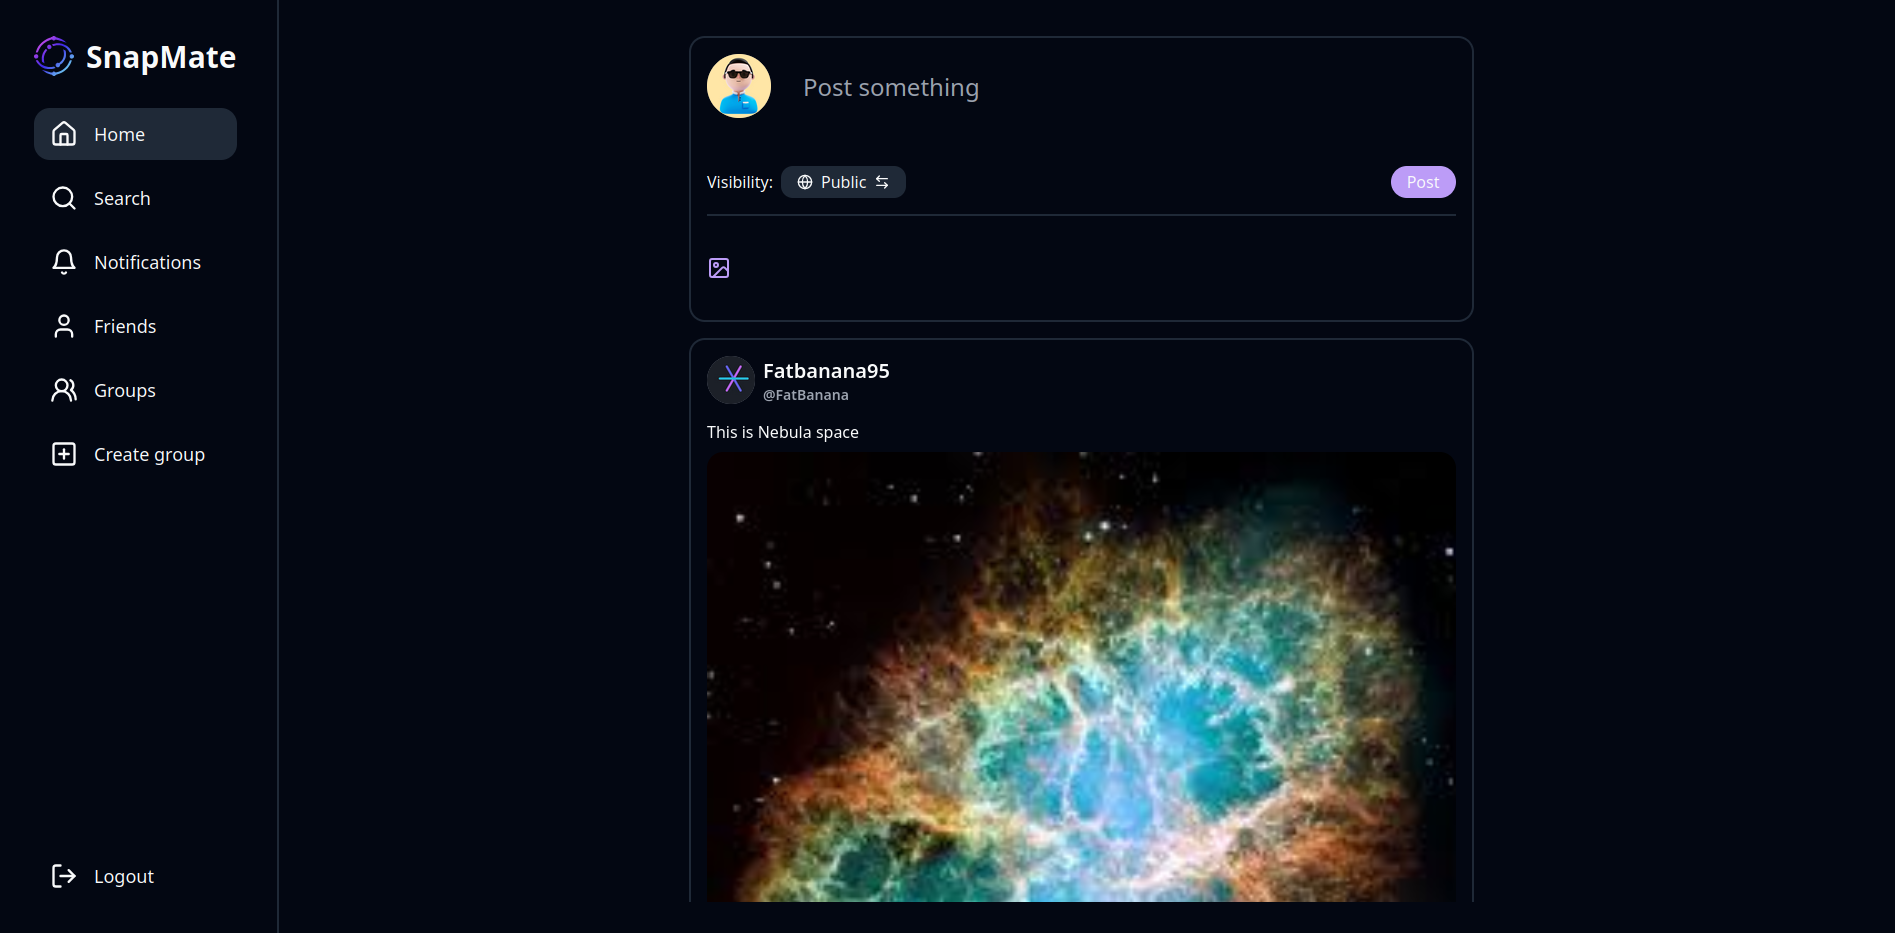 SnapMate
Home
Search
Notifications
Friends
Groups
Create group
Logout
Post something
Visibility: Public
Post
Fatbanana95
@FatBanana
This is Nebula space